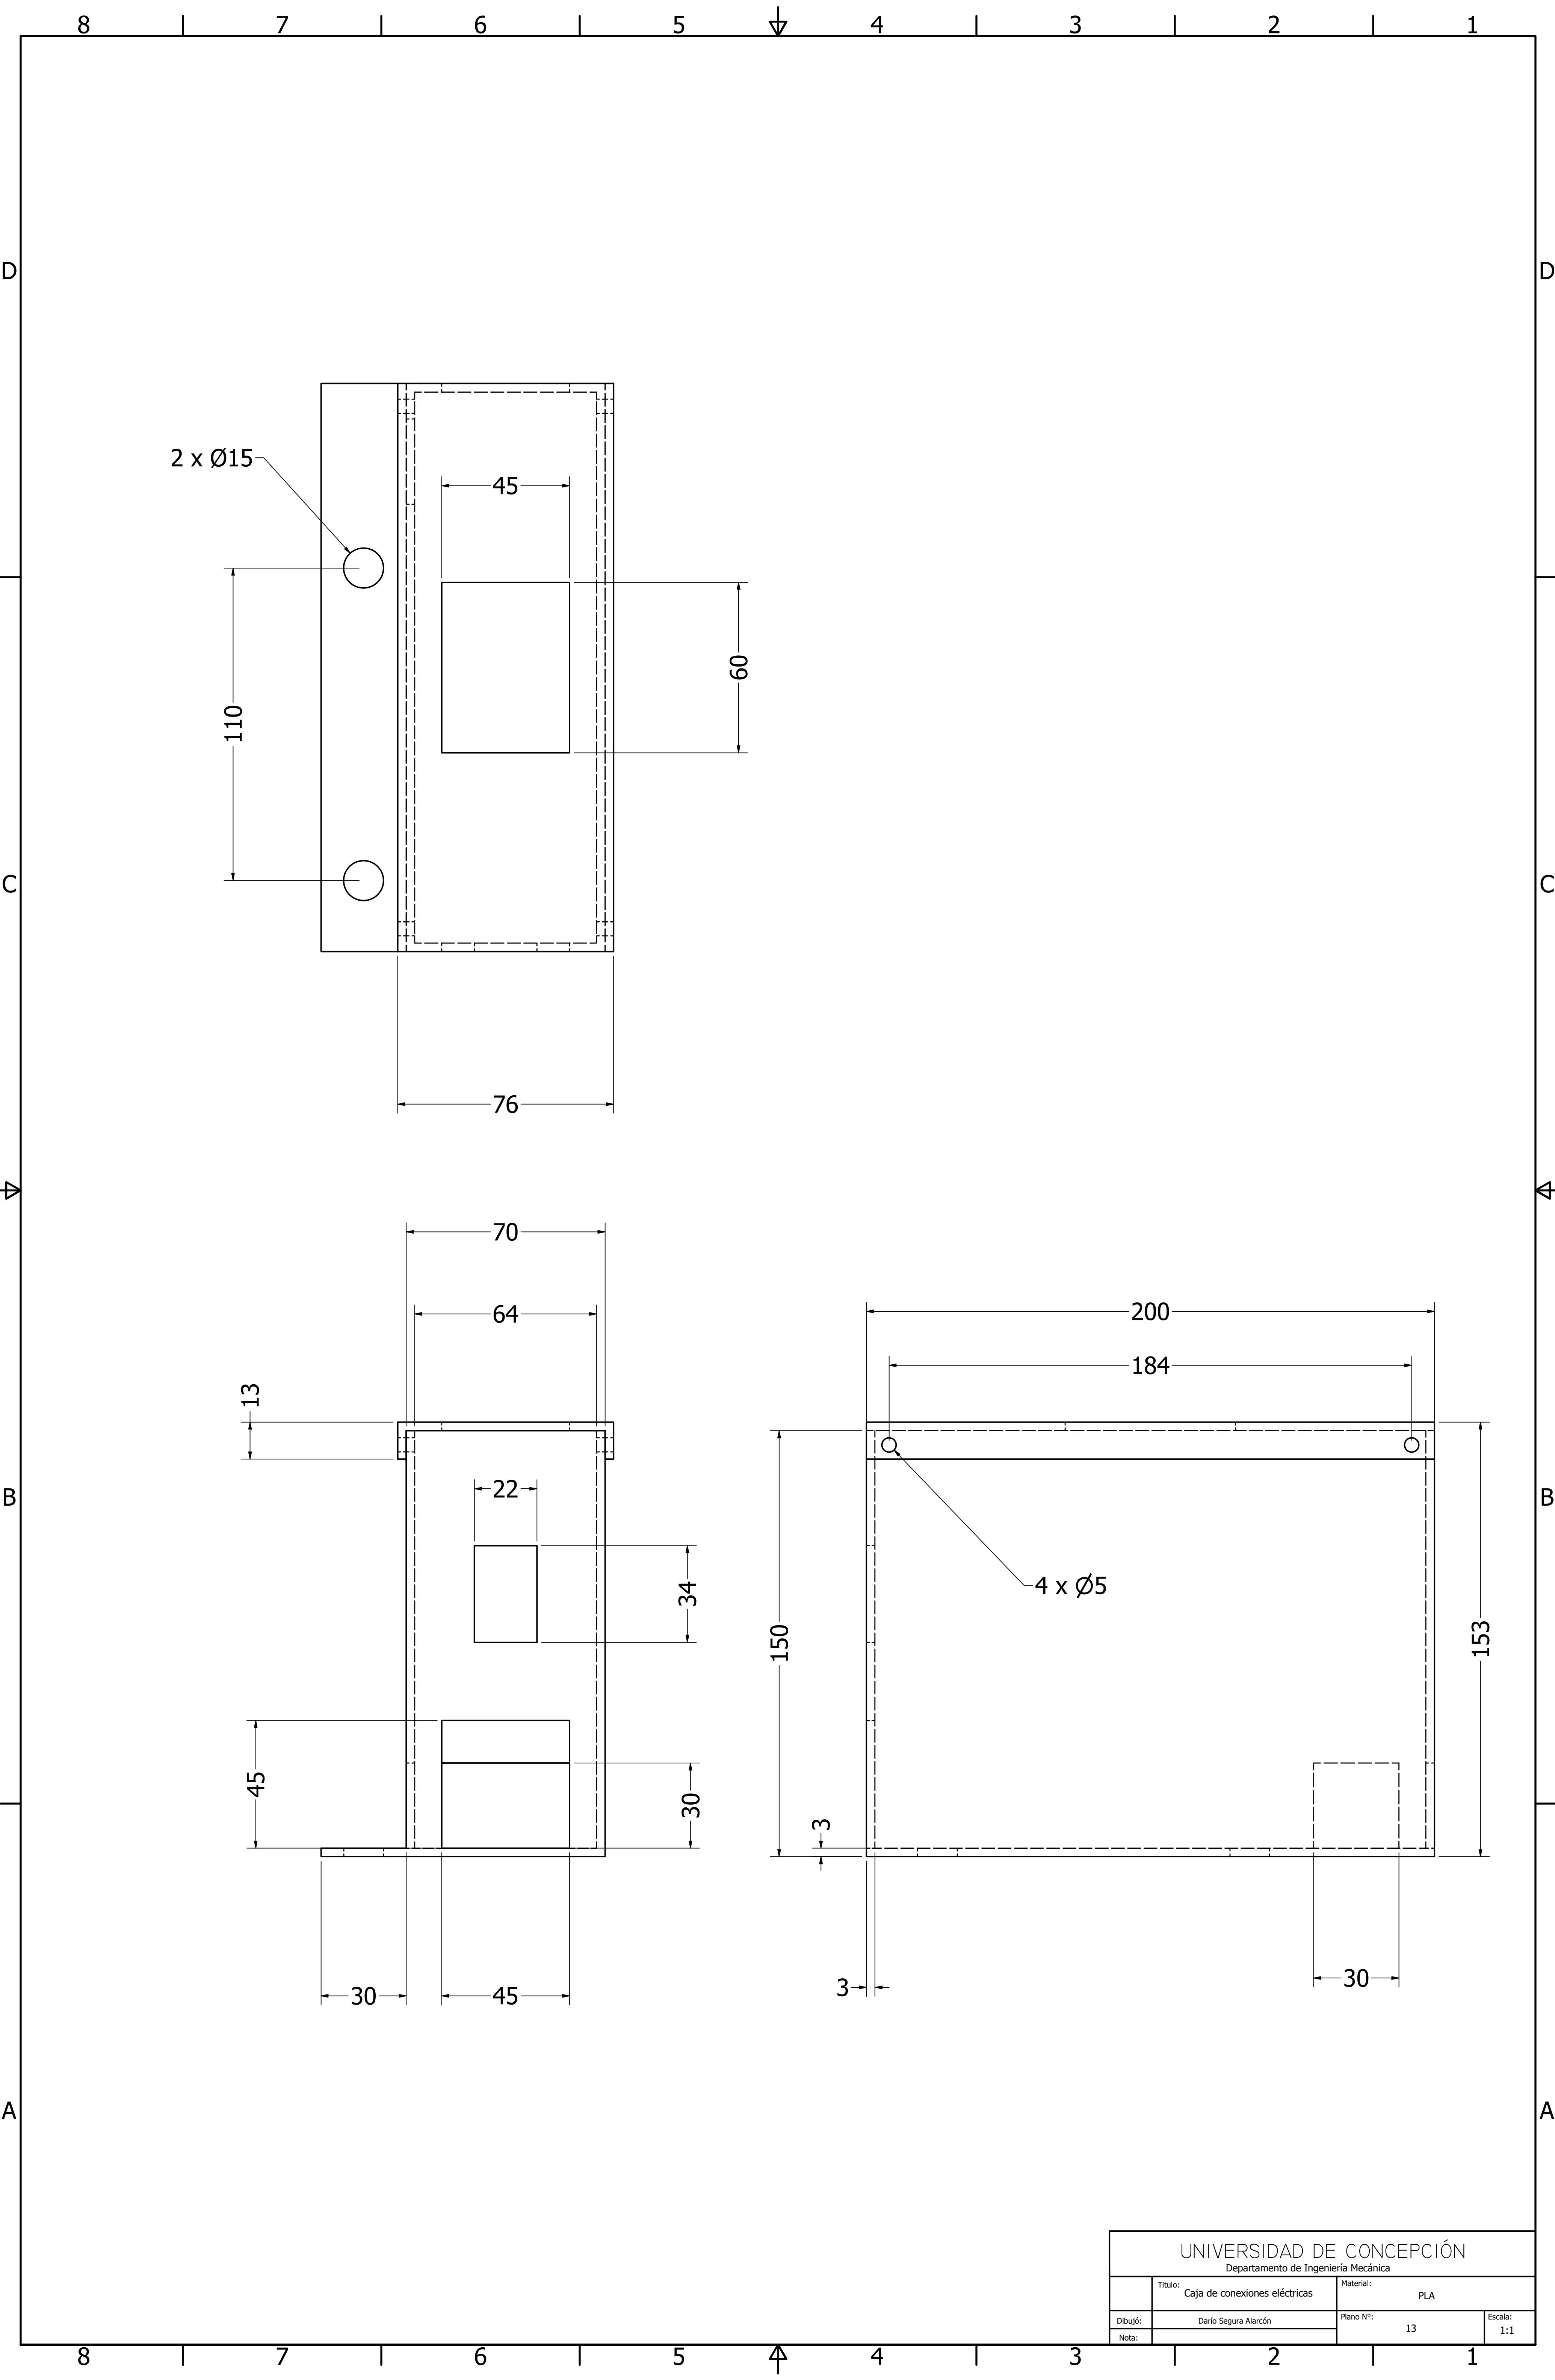 8 7 6 5 4 3 2 1
D D
2 x Ø15
45
60
110
C C
76
70
64
200
184
13
22
B B
4 x Ø5
34
150
153
45
30
3
30
45
3
30
A A
UNIVERSIDAD DE CONCEPCIÓN
Departamento de Ingeniería Mecánica
Titulo:
Caja de conexiones eléctricas
Material:
PLA
Dibujó:
Darío Segura Alarcón
Plano N°:
13
Escala:
1:1
Nota:
8 7 6 5 4 3 2 1